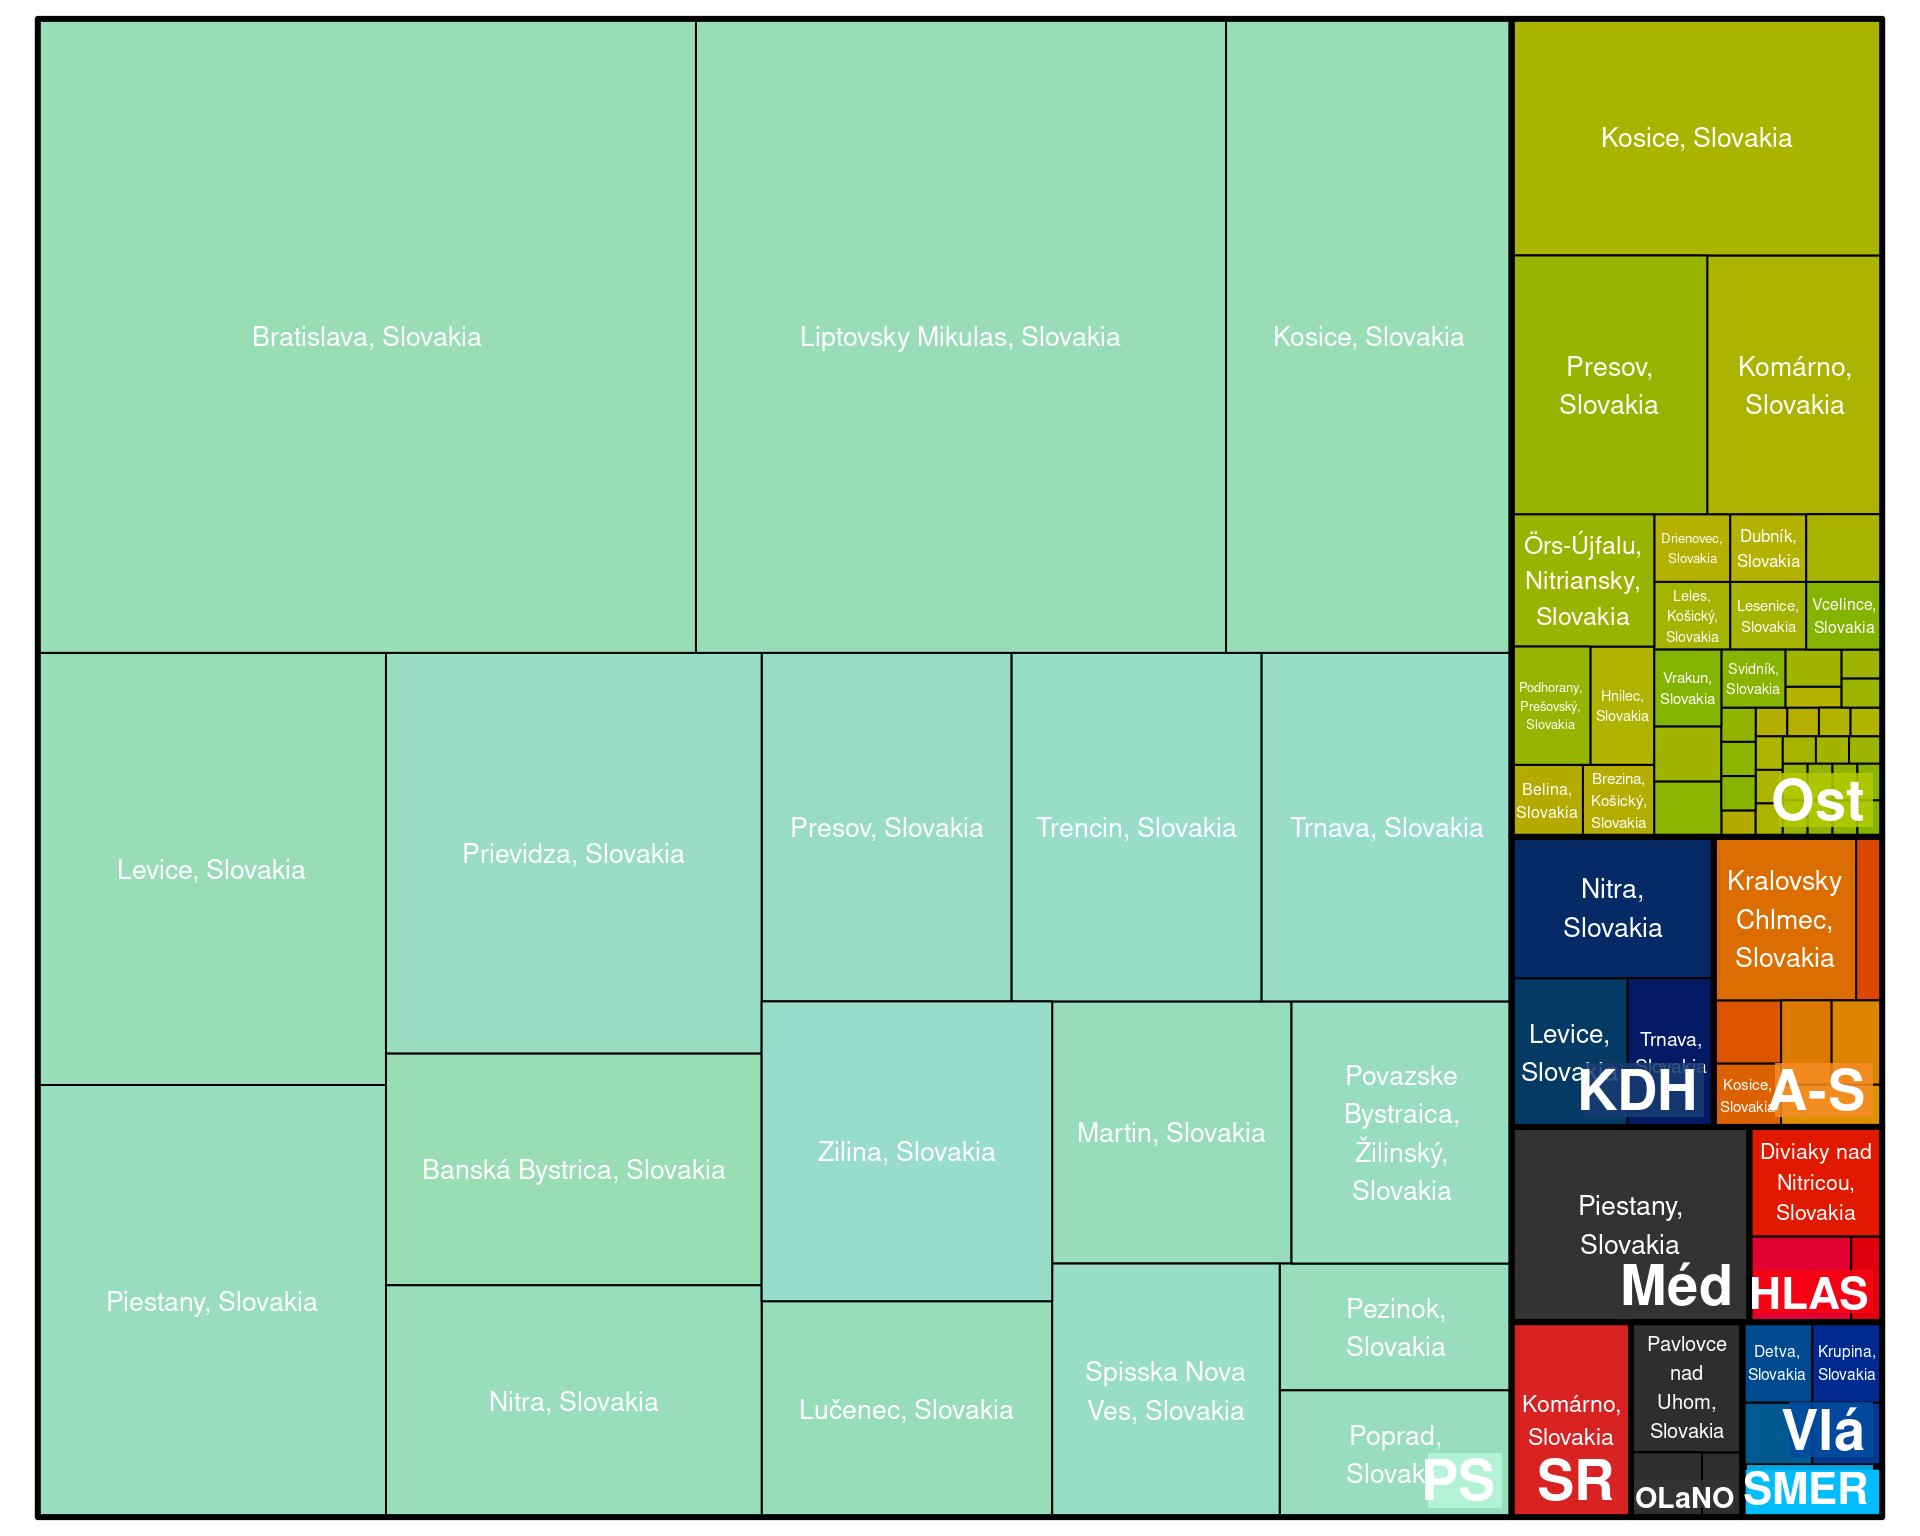 Bratislava, Slovakia
Liptovsky Mikulas, Slovakia
Kosice, Slovakia
Levice, Slovakia
Piestany, Slovakia
Prievidza, Slovakia
Banská Bystrica, Slovakia
Nitra, Slovakia
Presov, Slovakia
Trencin, Slovakia
Trnava, Slovakia
Zilina, Slovakia
Lučenec, Slovakia
Martin, Slovakia
Povazske
Bystraica,
Žilinský,
Slovakia
Spisska Nova
Ves, Slovakia
Pezinok,
Slovakia
Poprad,
Slovakia
PS
Kosice, Slovakia
Presov,
Slovakia
Komárno,
Slovakia
Örs-Újfalu,
Nitriansky,
Slovakia
Drienovec,
Slovakia
Dubník,
Slovakia
Leles,
Košický,
Slovakia
Lesenice,
Slovakia
Vcelince,
Slovakia
Podhorany,
Prešovský,
Slovakia
Hnilec,
Slovakia
Vrakun,
Slovakia
Svidník,
Slovakia
Belina,
Slovakia
Brezina,
Košický,
Slovakia
Ost
Nitra,
Slovakia
Levice,
Slovakia
Trnava,
Slovakia
KDH
Kralovsky
Chlmec,
Slovakia
Kosice,
Slovakia
A-S
Piestany,
Slovakia
Méd
Diviaky nad
Nitricou,
Slovakia
HLAS
Komárno,
Slovakia
SR
Pavlovce
nad
Uhom,
Slovakia
OLaNO
Detva,
Slovakia
Krupina,
Slovakia
Vlá
SMER